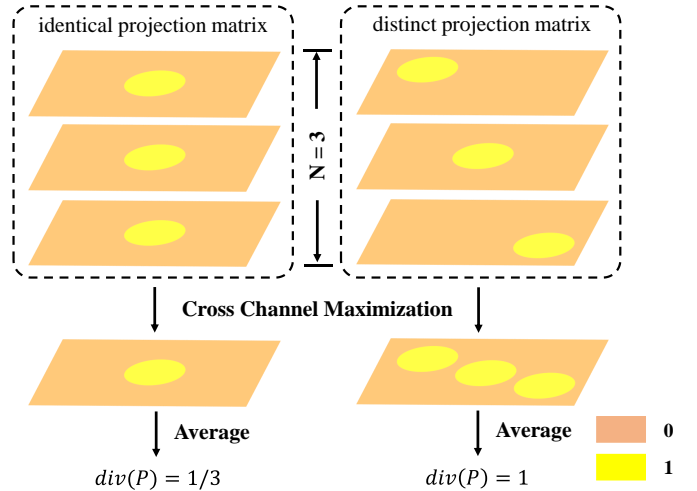 identical projection matrix
distinct projection matrix
N = 3
Cross Channel Maximization
Average
Average
0
1
div(P) = 1/3
div(P) = 1